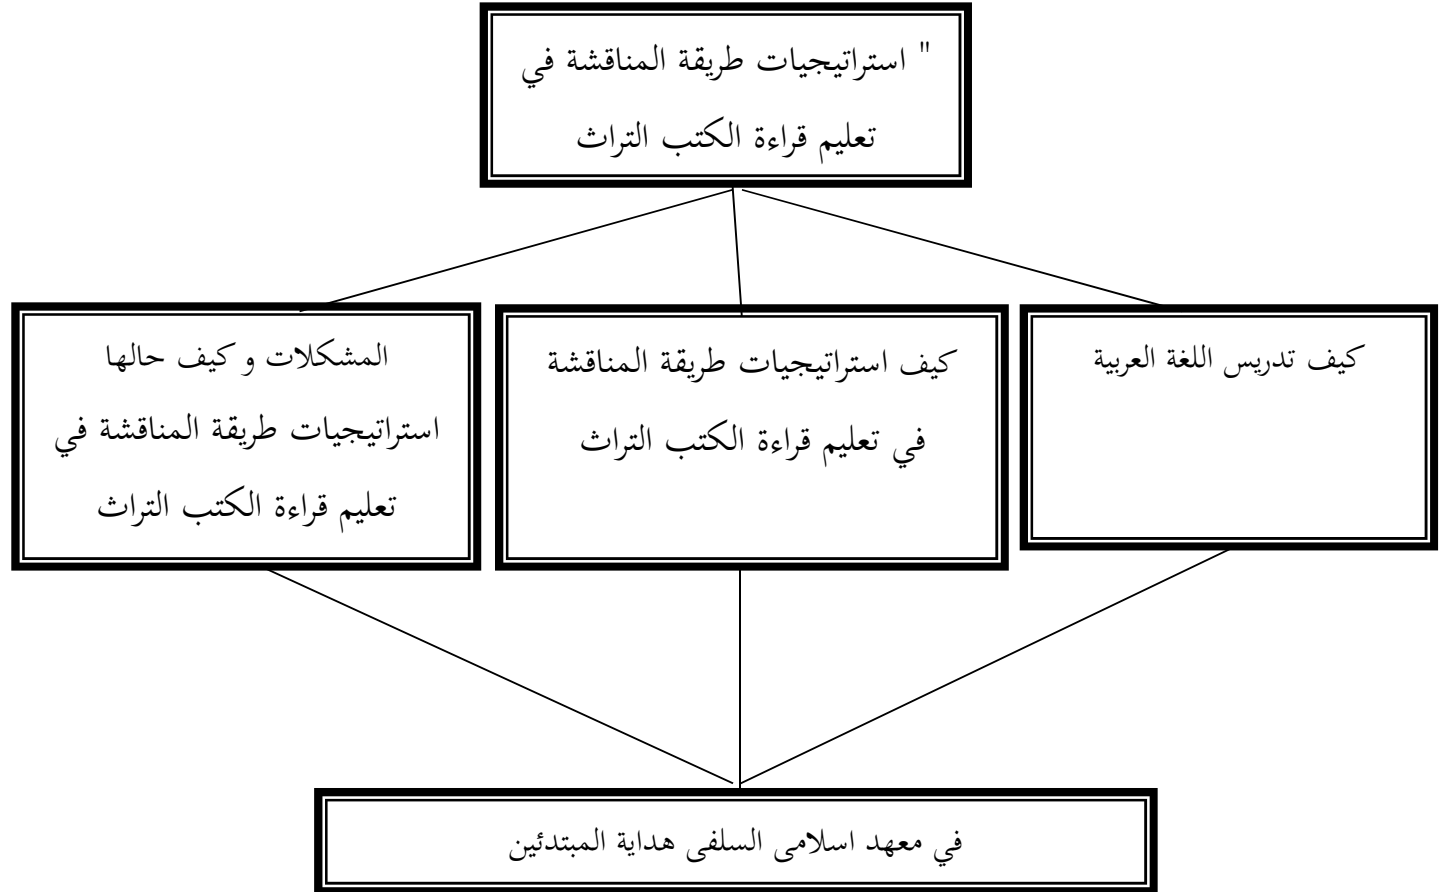 " استراتيجيات طريقة المناقشة في
تعليم قراءة الكتب التراث
كيف تدريس اللغة العربية
كيف استراتيجيات طريقة المناقشة
في تعليم قراءة الكتب التراث
المشكلات و كيف حالها
استراتيجيات طريقة المناقشة في
تعليم قراءة الكتب التراث
في معهد اسلامى السلفى هداية المبتدئين